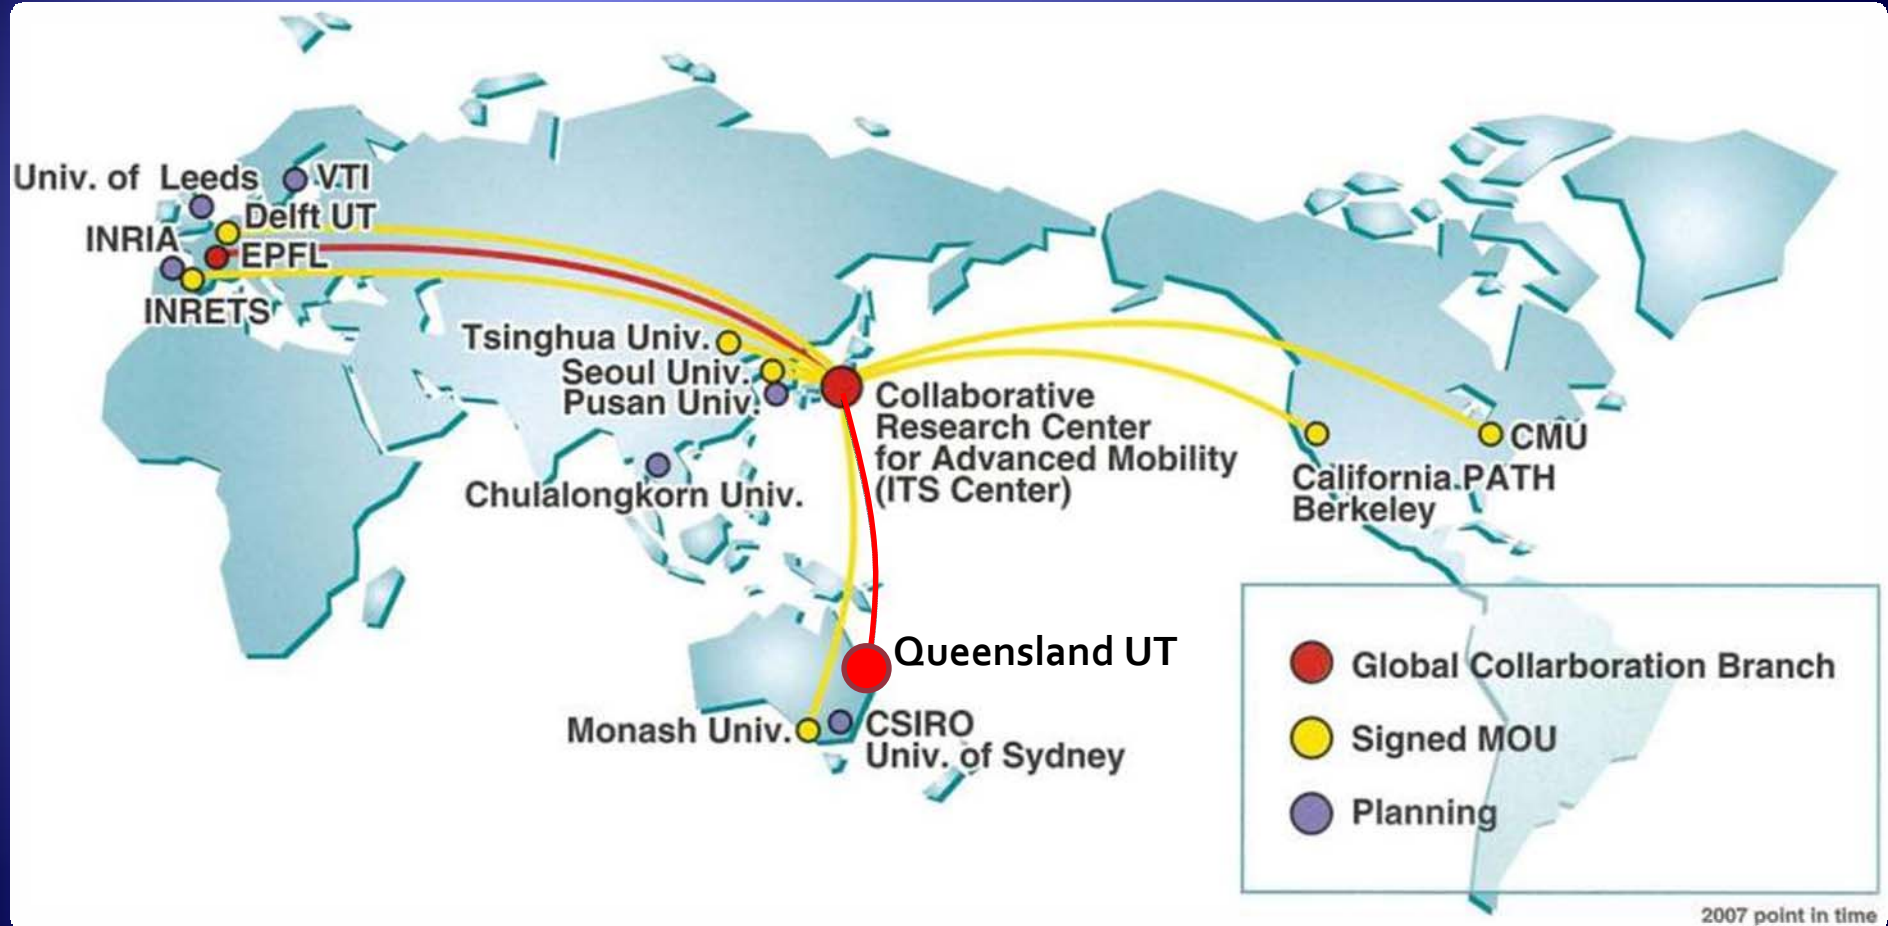 Univ. of Leeds
VTI
Delft UT
INRIA
EPFL
INRETS
Tsinghua Univ.
Seoul Univ.
Pusan Univ.
Chulalongkorn Univ.
Collaborative
Research Center
for Advanced Mobility
(ITS Center)
CMU
California PATH
Berkeley
Queensland UT
Monash Univ.
CSIRO
Univ. of Sydney
Global Collarboration Branch
Signed MOU
Planning
2007 point in time